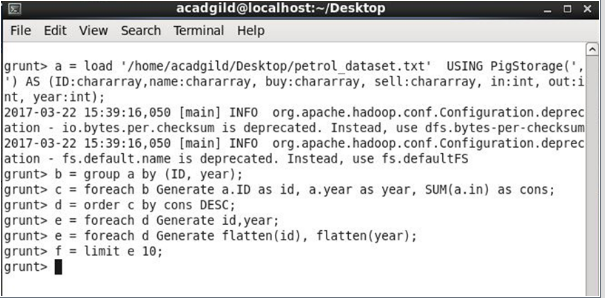 acadgild@localhost:~/Desktop
File Edit View Search Terminal Help
grunt> a = load '/home/acadgild/Desktop/petrol_dataset.txt'  USING PigStorage(',
') AS (ID:chararray,name:chararray, buy:chararray, sell:chararray, in:int, out:i
nt, year:int);
2017-03-22 15:39:16,050 [main] INFO  org.apache.hadoop.conf.Configuration.deprec
ation - io.bytes.per.checksum is deprecated. Instead, use dfs.bytes-per-checksum
2017-03-22 15:39:16,050 [main] INFO  org.apache.hadoop.conf.Configuration.deprec
ation - fs.default.name is deprecated. Instead, use fs.defaultFS
grunt> b = group a by (ID, year);
grunt> c = foreach b Generate a.ID as id, a.year as year, SUM(a.in) as cons;
grunt> d = order c by cons DESC;
grunt> e = foreach d Generate id,year;
grunt> e = foreach d Generate flatten(id), flatten(year);
grunt> f = limit e 10;
grunt>